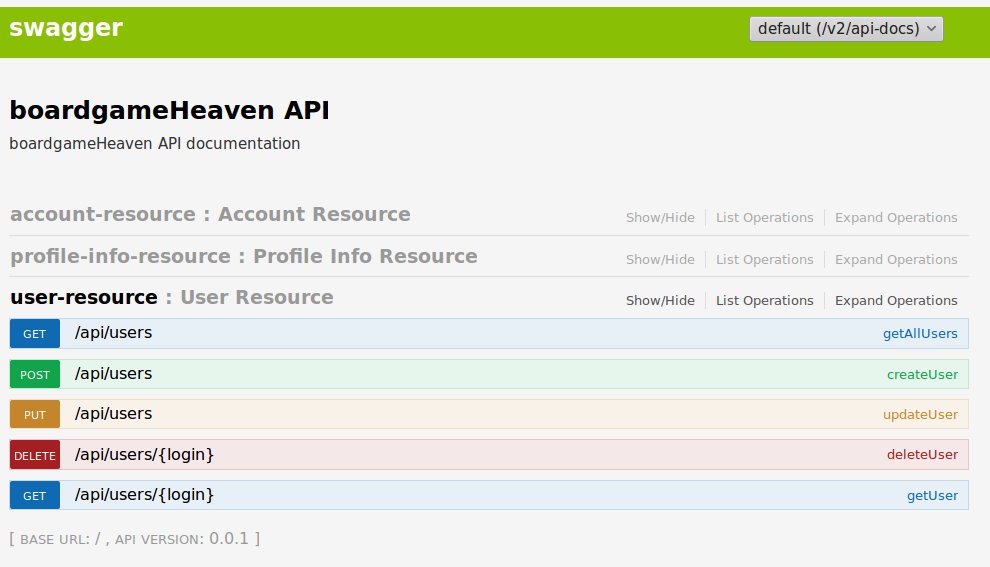 swagger default (/v2/api-docs)
boardgameHeaven API
boardgameHeaven API documentation
account-resource : Account Resource Show/Hide List Operations Expand Operations
profile-info-resource : Profile Info Resource Show/Hide List Operations Expand Operations
user-resource : User Resource Show/Hide List Operations Expand Operations
GET /api/users getAllUsers
POST /api/users createUser
PUT /api/users updateUser
DELETE /api/users/{login} deleteUser
GET /api/users/{login} getUser
[ BASE URL: / , API VERSION: 0.0.1 ]